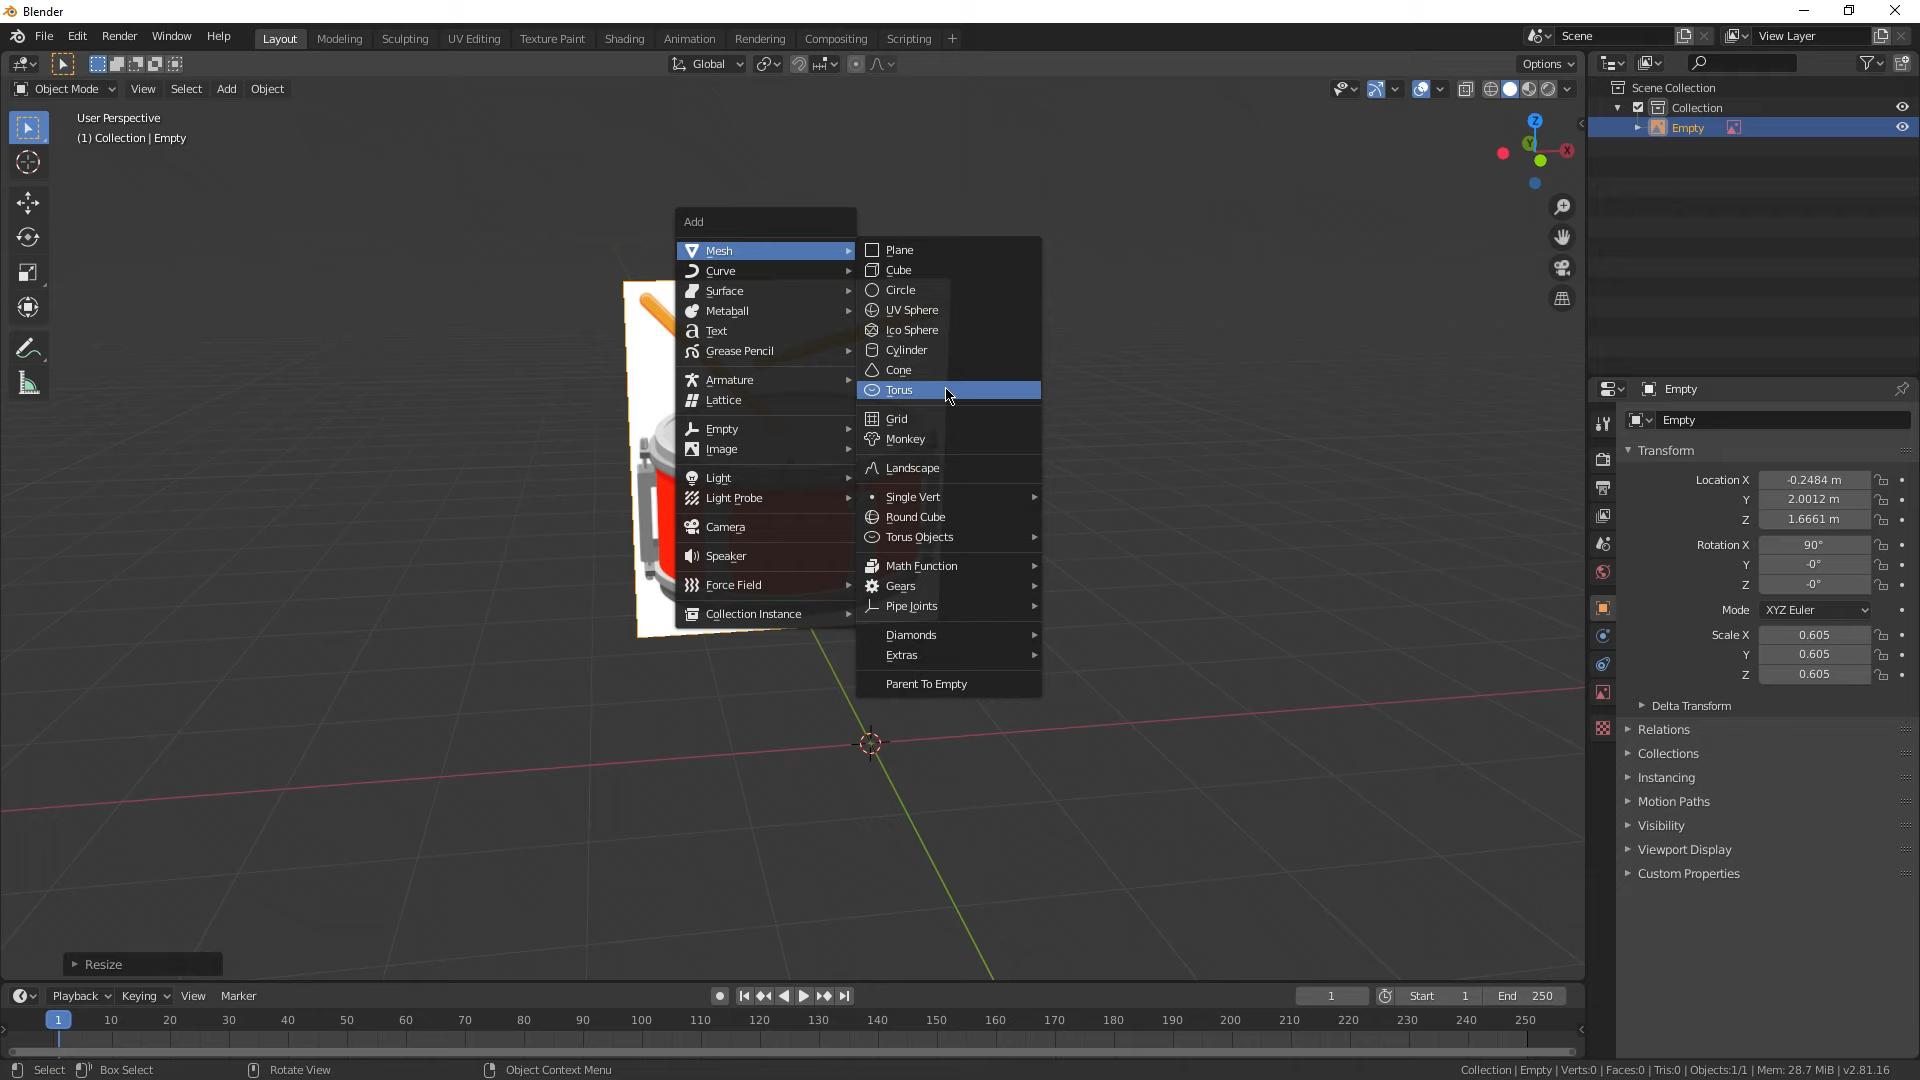 Blender
File Edit Render Window Help Layout Modeling Sculpting UV Editing Texture Paint Shading Animation Rendering Compositing Scripting + Scene View Layer
Global Options
Object Mode View Select Add Object
User Perspective
(1) Collection | Empty
Z
Y
X
Scene Collection
Collection
Empty
Add
Mesh
Curve
Surface
Metaball
Text
Grease Pencil
Armature
Lattice
Empty
Image
Light
Light Probe
Camera
Speaker
Force Field
Collection Instance
Plane
Cube
Circle
UV Sphere
Ico Sphere
Cylinder
Cone
Torus
Grid
Monkey
Landscape
Single Vert
Round Cube
Torus Objects
Math Function
Gears
Pipe Joints
Diamonds
Extras
Parent To Empty
Empty
Empty
Transform
Location X -0.2484 m
Y 2.0012 m
Z 1.6661 m
Rotation X 90°
Y -0°
Z -0°
Mode XYZ Euler
Scale X 0.605
Y 0.605
Z 0.605
Delta Transform
Relations
Collections
Instancing
Motion Paths
Visibility
Viewport Display
Custom Properties
Resize
Playback Keying View Marker 1 Start 1 End 250
1 10 20 30 40 50 60 70 80 90 100 110 120 130 140 150 160 170 180 190 200 210 220 230 240 250
Select Box Select Rotate View Object Context Menu Collection | Empty | Verts:0 | Faces:0 | Tris:0 | Objects:1/1 | Mem: 28.7 MiB | v2.81.16